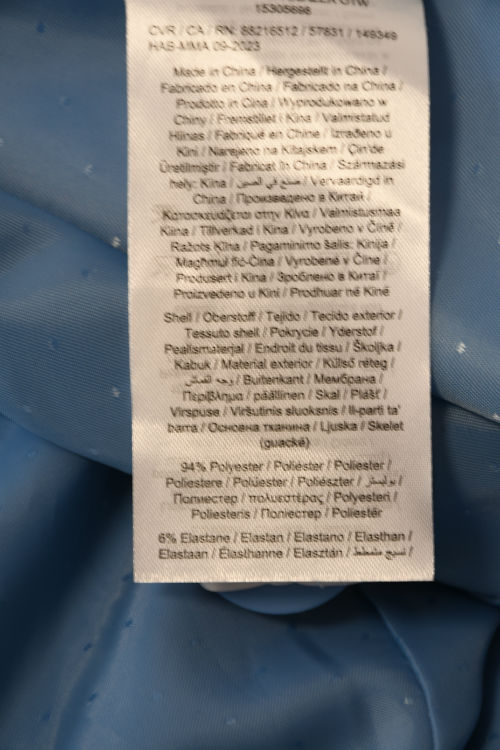 15305698
CVR / CA / RN: 88216512 / 57631 / 149349
HAB-MMA 09-2023
Made in China / Hergestellt in China /
Fabricado en China / Fabricado na China /
Prodotto in Cina / Wyprodukowano w
Chiny / Fremstillet i Kina / Valmistatud
Hiinas / Fabriqué en Chine / Izrađeno u
Kini / Narejeno na Kitajskem / Çin'de
Üretilmiştir / Fabricat în China / Származási
hely: Kína / صنع في الصين / Vervaardigd in
China / Произведено в Китай /
Κατασκευάζεται στην Κίνα / Valmistusmaa
Kiina / Tillverkad i Kina / Vyrobeno v Číně /
Ražots Ķīna / Pagaminimo šalis: Kinija /
Magħmul fiċ-Ċina / Vyrobené v Číne /
Produsert i Kina / Зроблено в Китаї /
Proizvedeno u Kini / Prodhuar në Kinë
Shell / Oberstoff / Tejido / Tecido exterior /
Tessuto shell / Pokrycie / Yderstof /
Pealismaterjal / Endroit du tissu / Školjka /
Kabuk / Material exterior / Külső réteg /
وجه القماش / Buitenkant / Мембрана /
Περίβλημα / päällinen / Skal / Plášť /
Virspuse / Viršutinis sluoksnis / Il-parti ta'
barra / Основна тканина / Ljuska / Skelet
(guackë)
94% Polyester / Poliéster / Poliester /
Poliestere / Polüester / Poliészter / بوليستر /
Полиестер / πολυεστέρας / Polyesteri /
Poliesteris / Поліестер / Poliestër
6% Elastane / Elastan / Elastano / Elasthan /
Elastaan / Élasthanne / Elasztán / نسيج مطاط /